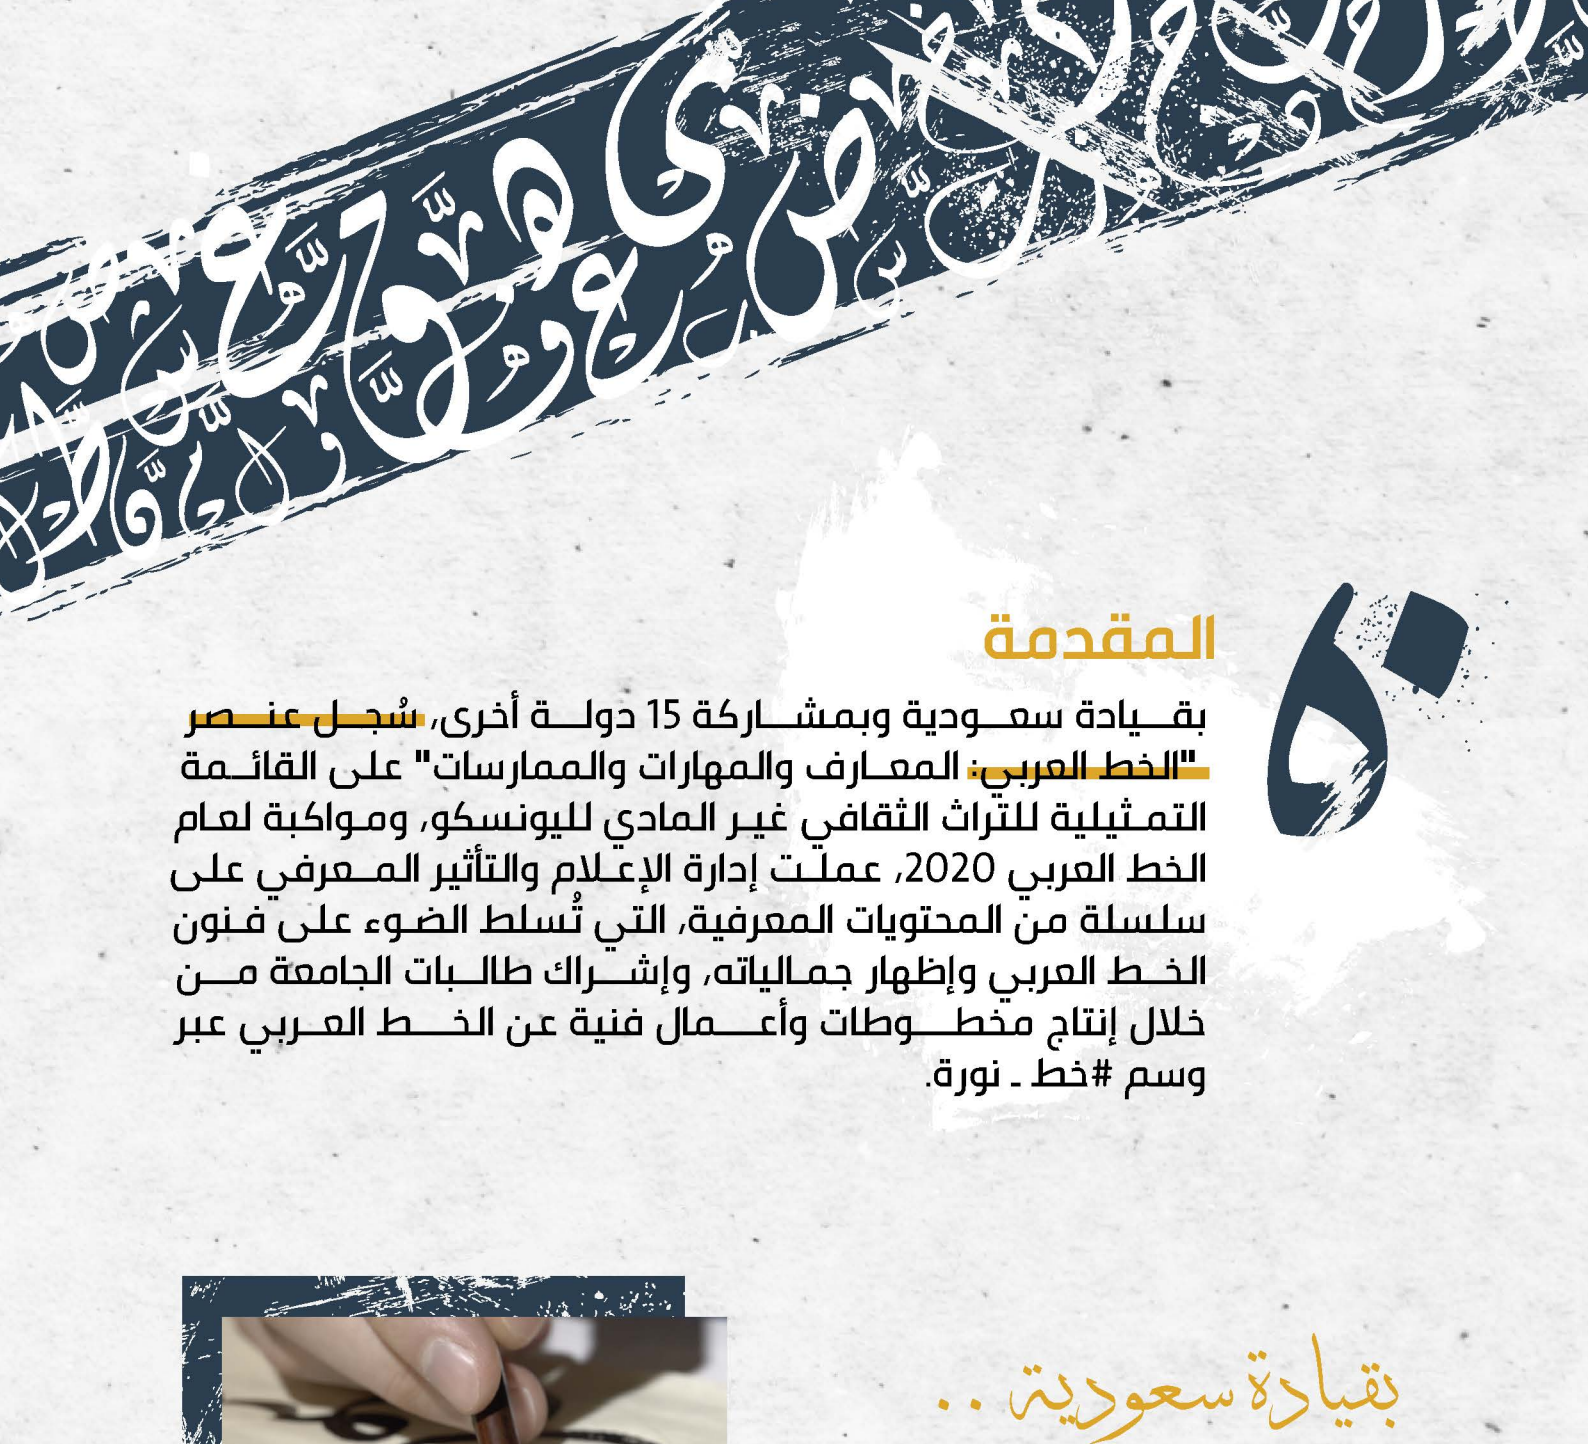 المقدمة
بقيادة سعودية وبمشاركة 15 دولة أخرى، سُجل عنصر
"الخط العربي: المعارف والمهارات والممارسات" على القائمة
التمثيلية للتراث الثقافي غير المادي لليونسكو، ومواكبة لعام
الخط العربي 2020، عملت إدارة الإعلام والتأثير المعرفي على
سلسلة من المحتويات المعرفية، التي تُسلط الضوء على فنون
الخط العربي وإظهار جمالياته، وإشراك طالبات الجامعة من
خلال إنتاج مخطوطات وأعمال فنية عن الخط العربي عبر
وسم #خط ـ نورة.
بقيادة سعودية ..